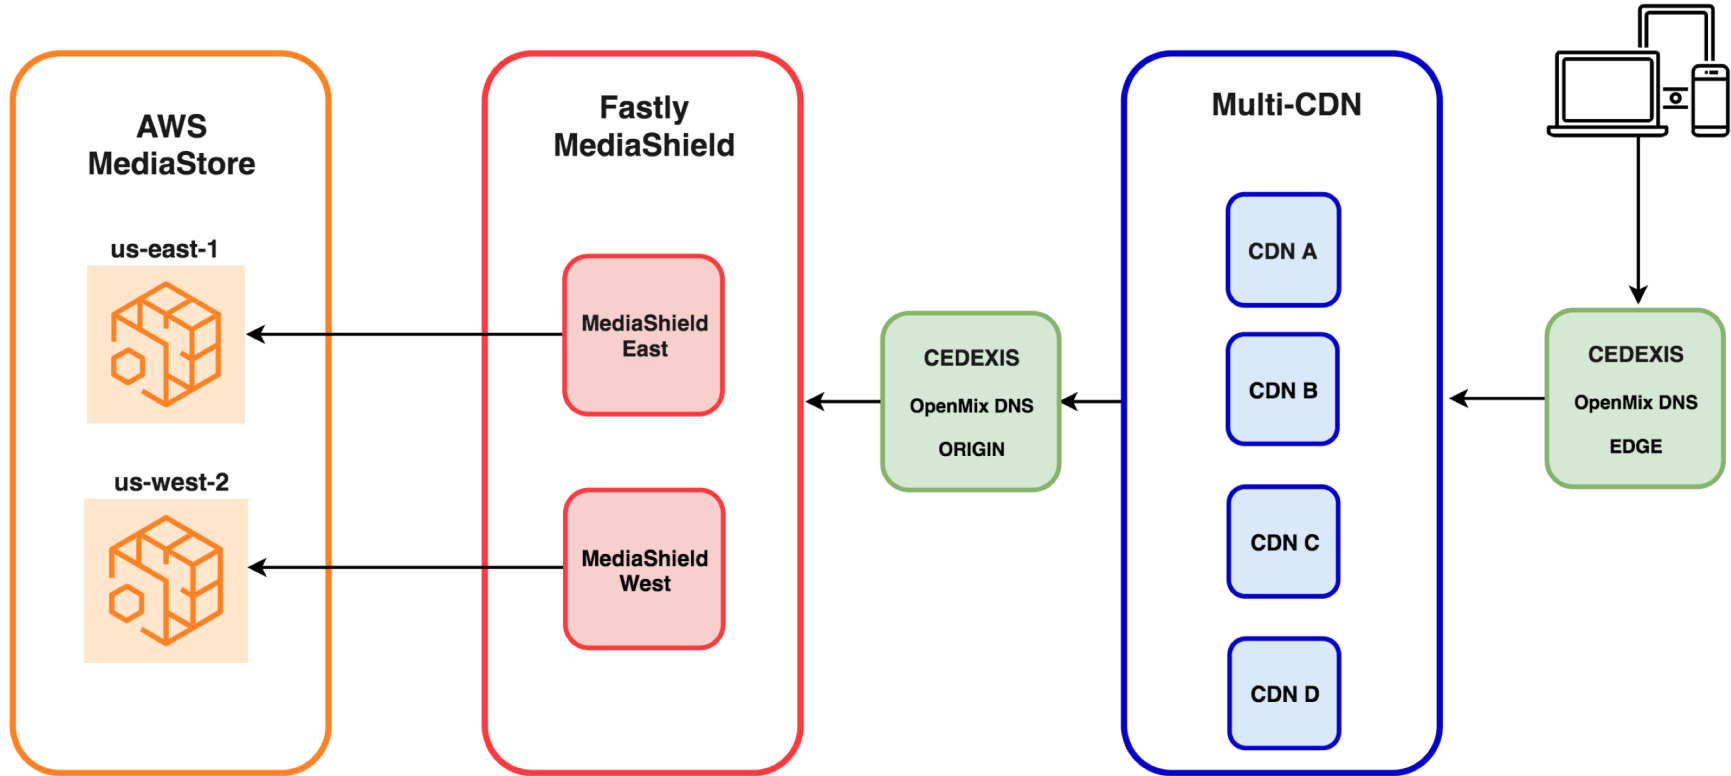 AWS
MediaStore
us-east-1
us-west-2
Fastly
MediaShield
MediaShield
East
MediaShield
West
CEDEXIS
OpenMix DNS
ORIGIN
Multi-CDN
CDN A
CDN B
CDN C
CDN D
CEDEXIS
OpenMix DNS
EDGE